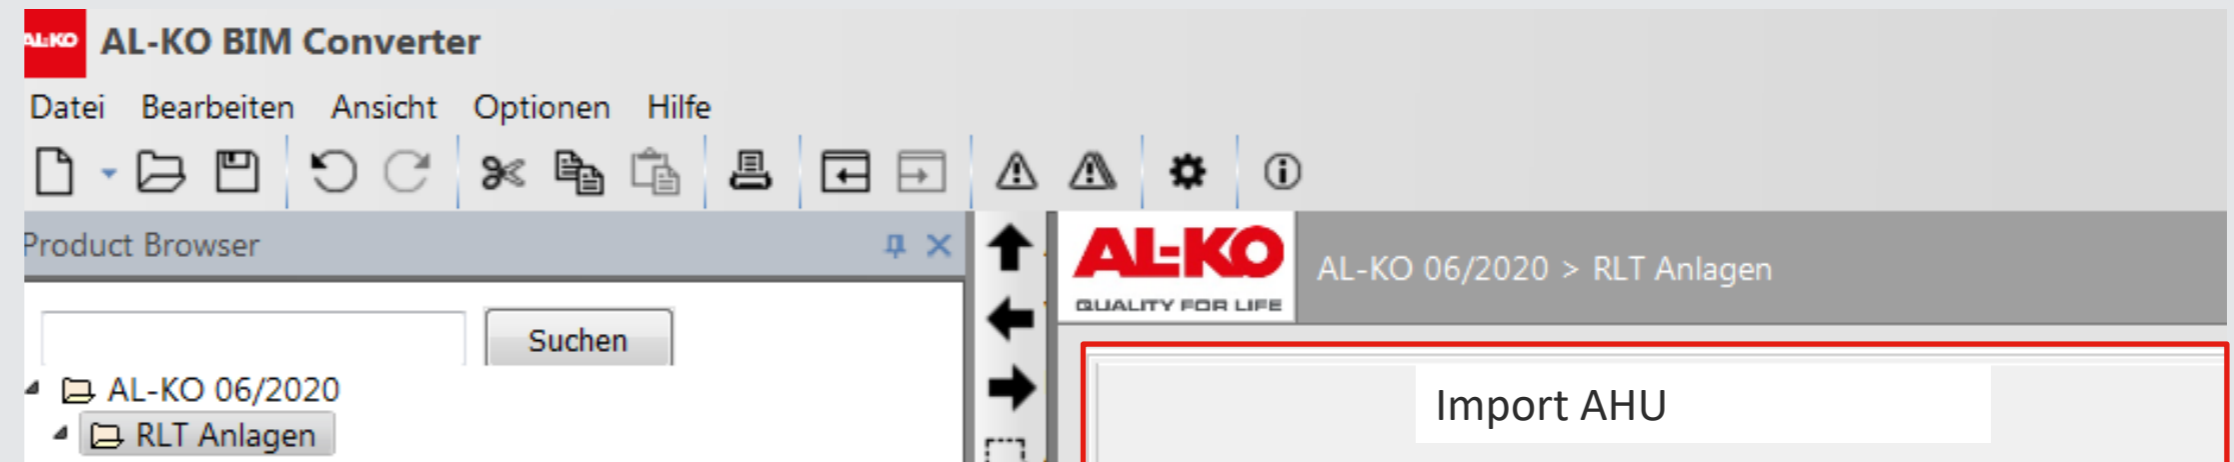 AL-KO AL-KO BIM Converter
Datei Bearbeiten Ansicht Optionen Hilfe
Product Browser
AL-KO
QUALITY FOR LIFE
AL-KO 06/2020 > RLT Anlagen
Suchen
AL-KO 06/2020
RLT Anlagen
Import AHU